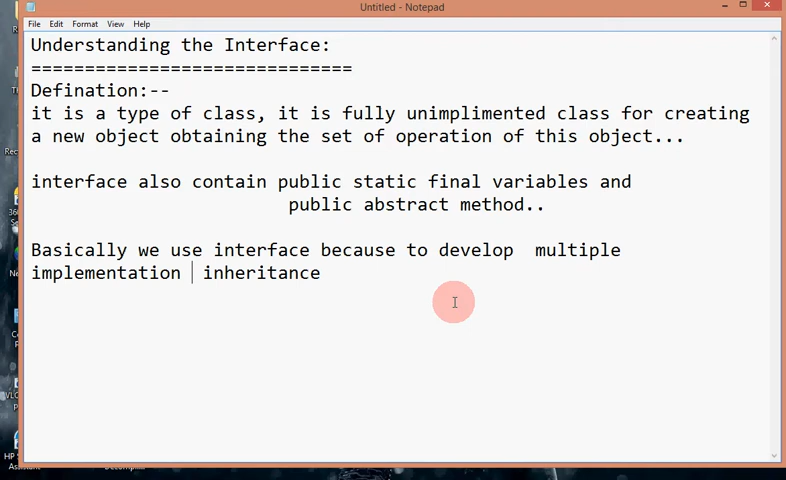 Untitled - Notepad
File Edit Format View Help
Understanding the Interface:
==============================
Defination:--
it is a type of class, it is fully unimplimented class for creating
a new object obtaining the set of operation of this object...
interface also contain public static final variables and
public abstract method..
Basically we use interface because to develop multiple
implementation inheritance